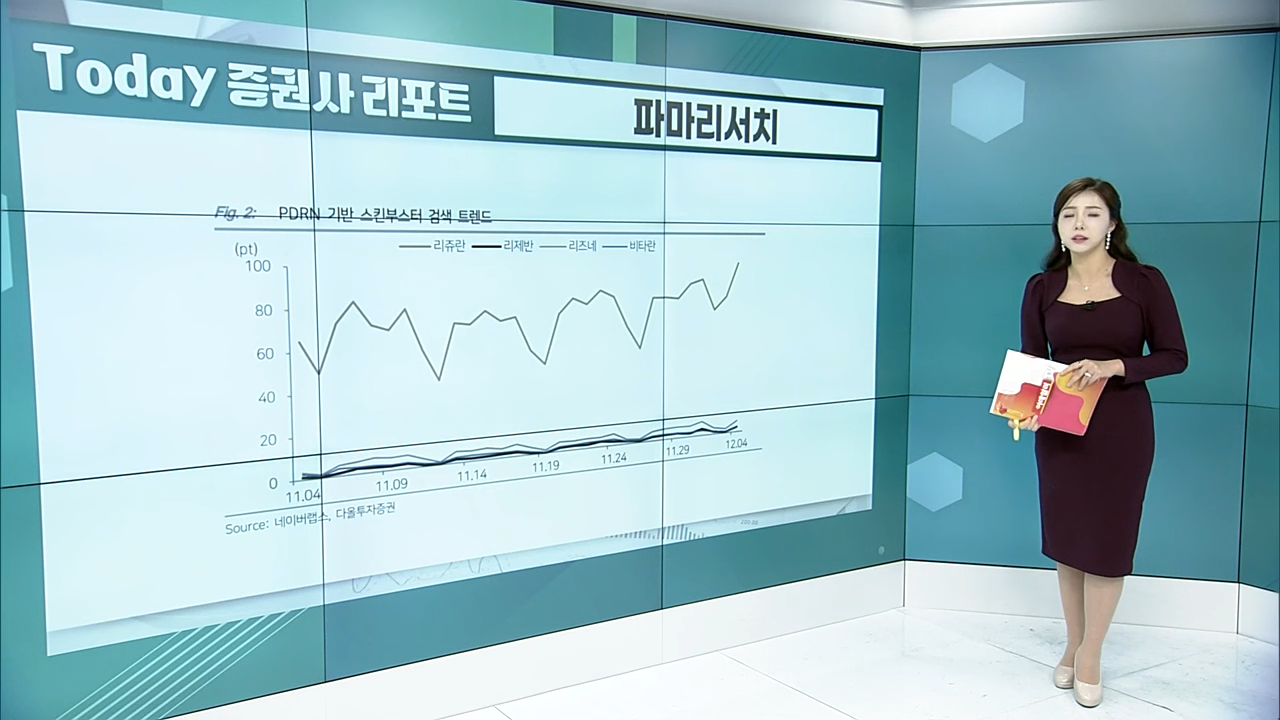 Today 증권사 리포트
파마리서치
Fig. 2: PDRN 기반 스킨부스터 검색 트렌드
(pt)
리쥬란 리제반 리즈네 비타란
100
80
60
40
20
0
11.04 11.09 11.14 11.19 11.24 11.29 12.04
Source: 네이버랩스, 다올투자증권